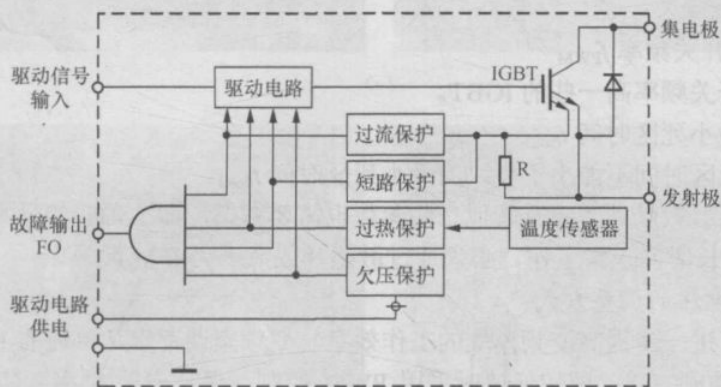 集电极
IGBT
驱动信号
输入
驱动电路
过流保护
短路保护
R
发射极
故障输出
FO
过热保护
温度传感器
欠压保护
驱动电路
供电